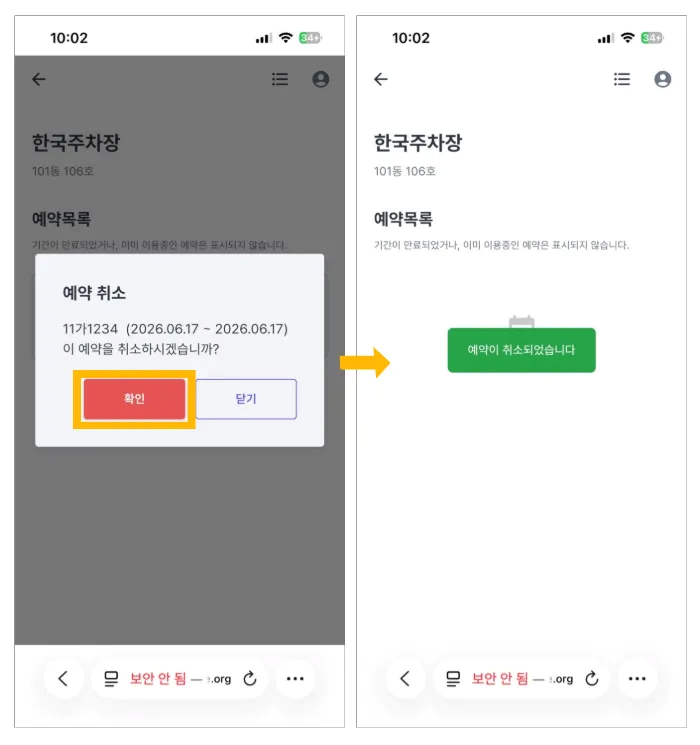 10:02
34+
한국주차장
101동 106호
예약목록
기간이 만료되었거나, 이미 이용중인 예약은 표시되지 않습니다.
예약 취소
11가1234 (2026.06.17 ~ 2026.06.17)
이 예약을 취소하시겠습니까?
확인
닫기
보안 안 됨 — .org
10:02
34+
한국주차장
101동 106호
예약목록
기간이 만료되었거나, 이미 이용중인 예약은 표시되지 않습니다.
예약이 취소되었습니다
보안 안 됨 — .org